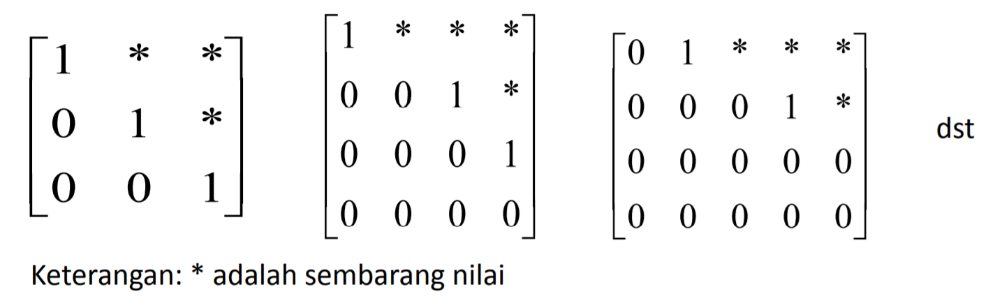 1 * *
0 1 *
0 0 1
1 * * *
0 0 1 *
0 0 0 1
0 0 0 0
0 1 * * *
0 0 0 1 *
0 0 0 0 0
0 0 0 0 0
dst
Keterangan: * adalah sembarang nilai